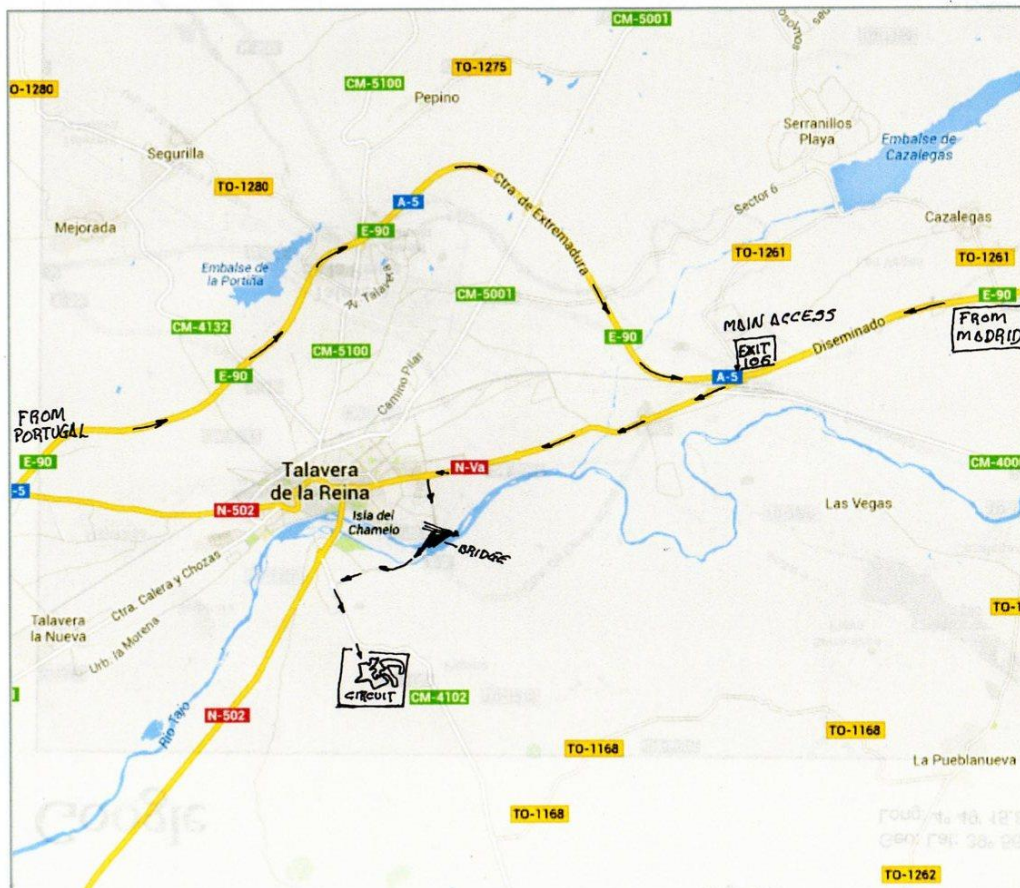 CM-5001
TO-1275
CM-5100
TO-1280
Pepino
Serranillos
Playa
Embalse de
Cazalegas
Segurilla
TO-1280
A-5
Ctra. de Extremadura
Sector 6
Mejorada
E-90
Cazalegas
TO-1261
TO-1261
Embalse de
la Portiña
Av. Talavera
CM-5001
E-90
CM-4132
MAIN ACCESS
FROM
MADRID
E-90
Diseminado
CM-5100
EXIT
106
E-90
Camino Pilar
A-5
FROM
PORTUGAL
E-90
Talavera
de la Reina
N-Va
CM-400
-5
N-502
Isla del
Chamelo
Las Vegas
BRIDGE
Ctra. Calera y Chozas
Talavera
la Nueva
Urb. la Morena
TO-1
CIRCUIT
CM-4102
N-502
Río Tajo
TO-1168
TO-1168
La Pueblanueva
TO-1168
Google
TO-1262